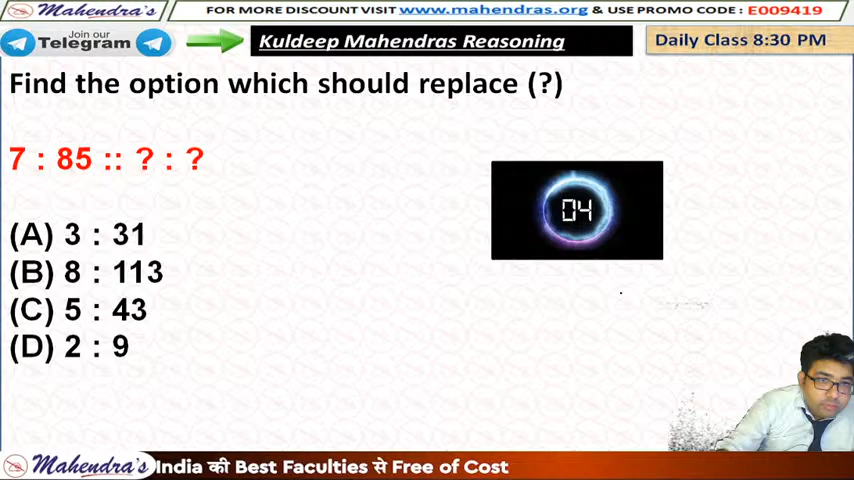 Mahendra's
FOR MORE DISCOUNT VISIT www.mahendras.org & USE PROMO CODE : E009419
Join our
Telegram
Kuldeep Mahendras Reasoning
Daily Class 8:30 PM
Find the option which should replace (?)
7 : 85 :: ? : ?
04
(A) 3 : 31
(B) 8 : 113
(C) 5 : 43
(D) 2 : 9
Mahendra's India की Best Faculties से Free of Cost